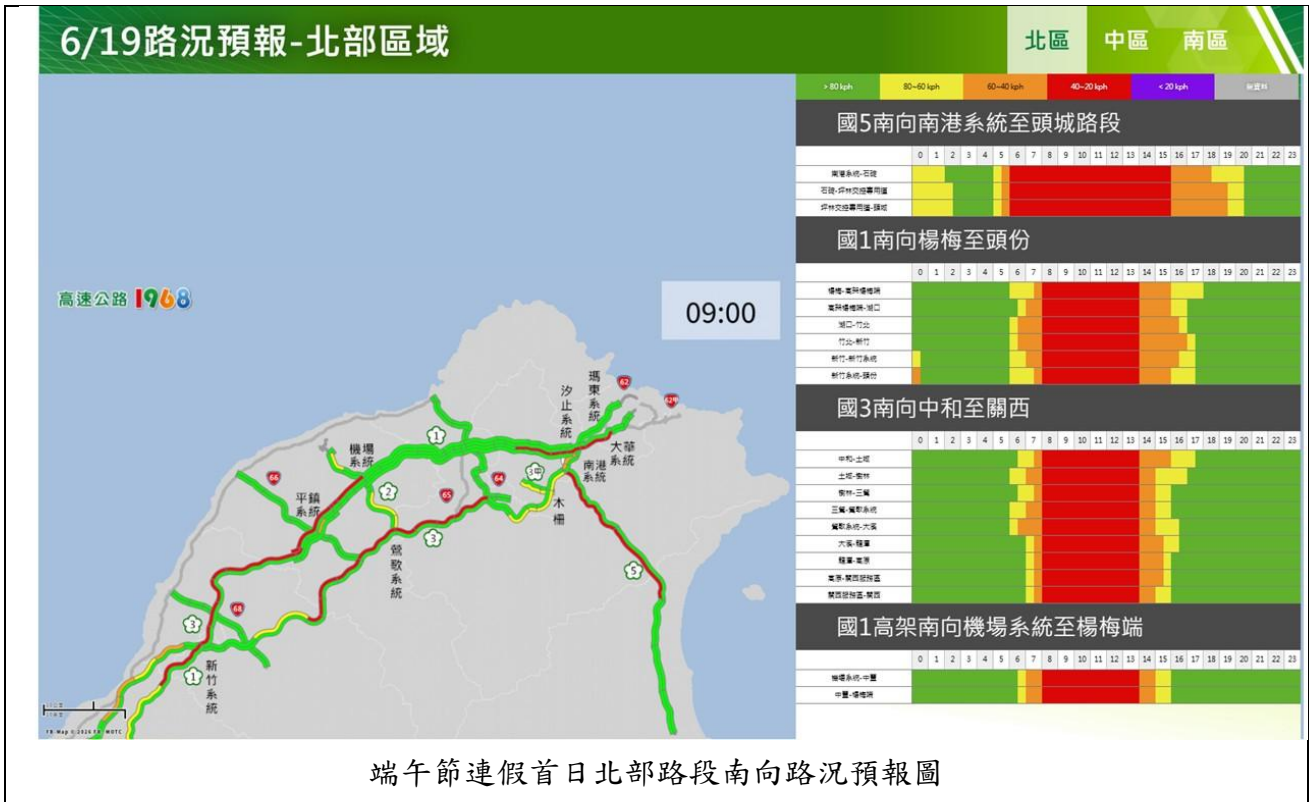 6/19路況預報-北部區域
北區 中區 南區
> 80 kph 80~60 kph 60~40 kph 40~20 kph < 20 kph 無資料
國5南向南港系統至頭城路段
0 1 2 3 4 5 6 7 8 9 10 11 12 13 14 15 16 17 18 19 20 21 22 23
南港系統-石碇
石碇-坪林交控專用道
坪林交控專用道-頭城
國1南向楊梅至頭份
0 1 2 3 4 5 6 7 8 9 10 11 12 13 14 15 16 17 18 19 20 21 22 23
楊梅-高架楊梅端
高架楊梅端-湖口
湖口-竹北
竹北-新竹
新竹-新竹系統
新竹系統-頭份
國3南向中和至關西
0 1 2 3 4 5 6 7 8 9 10 11 12 13 14 15 16 17 18 19 20 21 22 23
中和-土城
土城-樹林
樹林-三鶯
三鶯-鶯歌系統
鶯歌系統-大溪
大溪-龍潭
龍潭-高原
高原-關西服務區
關西服務區-關西
國1高架南向機場系統至楊梅端
0 1 2 3 4 5 6 7 8 9 10 11 12 13 14 15 16 17 18 19 20 21 22 23
機場系統-中豐
中豐-楊梅端
高速公路 1968
09:00
瑪東系統
汐止系統
62
62甲
大華系統
南港系統
3甲
木柵
1
機場系統
66
2
65
64
平鎮系統
3
鶯歌系統
5
68
3
1
新竹系統
端午節連假首日北部路段南向路況預報圖